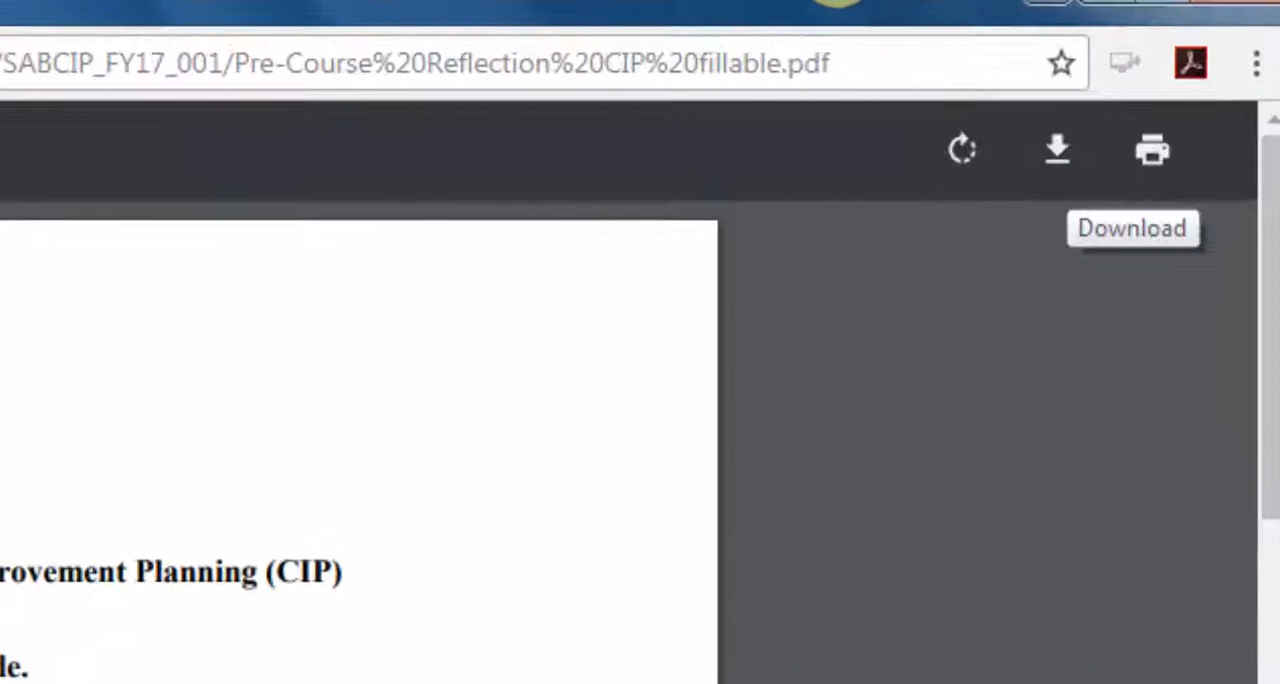 /SABCIP_FY17_001/Pre-Course%20Reflection%20CIP%20fillable.pdf
Download
rovement Planning (CIP)
le.